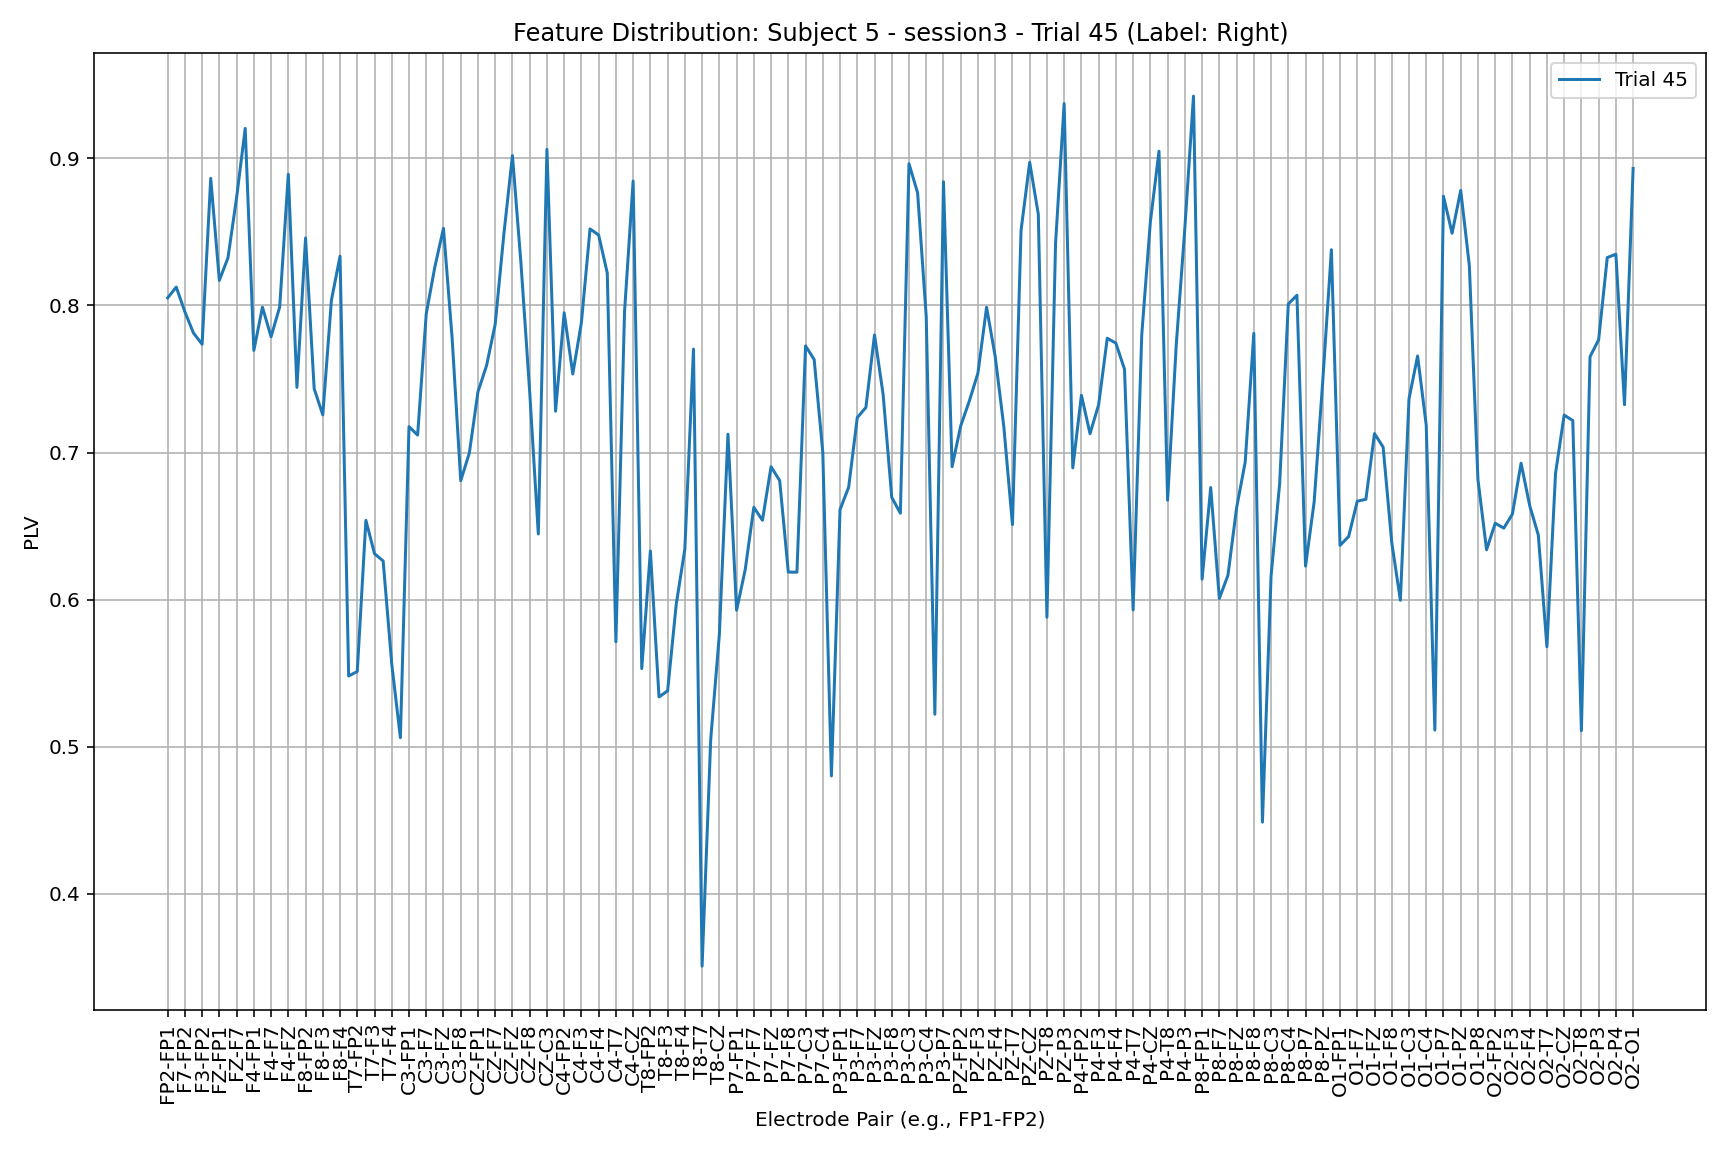 Feature Distribution: Subject 5 - session3 - Trial 45 (Label: Right)
Trial 45
PLV
0.9
0.8
0.7
0.6
0.5
0.4
FP2-FP1
F7-FP2
F3-FP2
FZ-FP1
FZ-F7
F4-FP1
F4-F7
F4-FZ
F8-FP2
F8-F3
F8-F4
T7-FP2
T7-F3
T7-F4
C3-FP1
C3-F7
C3-FZ
C3-F8
CZ-FP1
CZ-F7
CZ-FZ
CZ-F8
CZ-C3
C4-FP2
C4-F3
C4-F4
C4-T7
C4-CZ
T8-FP2
T8-F3
T8-F4
T8-T7
T8-CZ
P7-FP1
P7-F7
P7-FZ
P7-F8
P7-C3
P7-C4
P3-FP1
P3-F7
P3-FZ
P3-F8
P3-C3
P3-C4
P3-P7
PZ-FP2
PZ-F3
PZ-F4
PZ-T7
PZ-CZ
PZ-T8
PZ-P3
P4-FP2
P4-F3
P4-F4
P4-T7
P4-CZ
P4-T8
P4-P3
P8-FP1
P8-F7
P8-FZ
P8-F8
P8-C3
P8-C4
P8-P7
P8-PZ
O1-FP1
O1-F7
O1-FZ
O1-F8
O1-C3
O1-C4
O1-P7
O1-PZ
O1-P8
O2-FP2
O2-F3
O2-F4
O2-T7
O2-CZ
O2-T8
O2-P3
O2-P4
O2-O1
Electrode Pair (e.g., FP1-FP2)